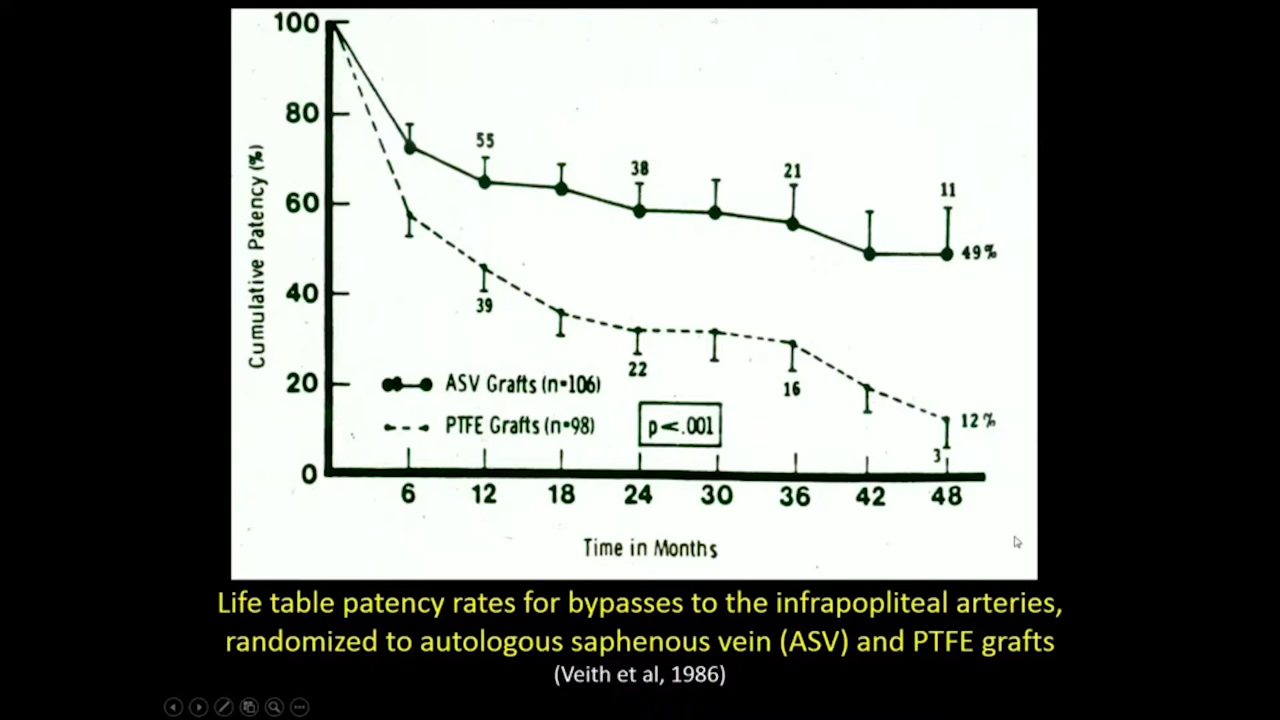 100
80
60
40
20
0
Cumulative Patency (%)
55
38
21
11
49%
39
22
16
3
12%
ASV Grafts (n=106)
PTFE Grafts (n=98)
p<.001
6 12 18 24 30 36 42 48
Time in Months
Life table patency rates for bypasses to the infrapopliteal arteries,
randomized to autologous saphenous vein (ASV) and PTFE grafts
(Veith et al, 1986)